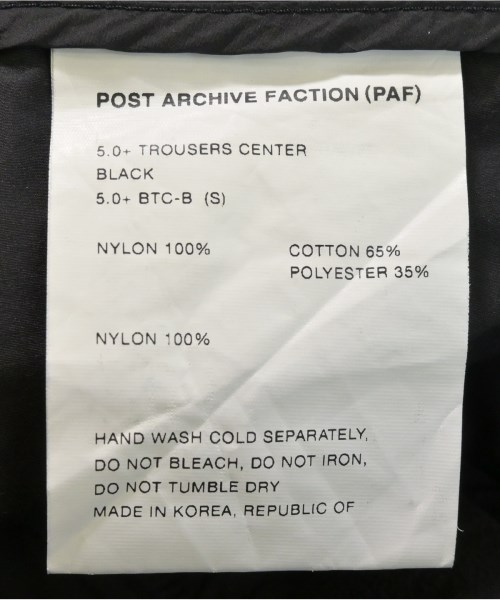 POST ARCHIVE FACTION (PAF)
5.0+ TROUSERS CENTER
BLACK
5.0+ BTC-B (S)
NYLON 100%
COTTON 65%
POLYESTER 35%
NYLON 100%
HAND WASH COLD SEPARATELY,
DO NOT BLEACH, DO NOT IRON,
DO NOT TUMBLE DRY
MADE IN KOREA, REPUBLIC OF